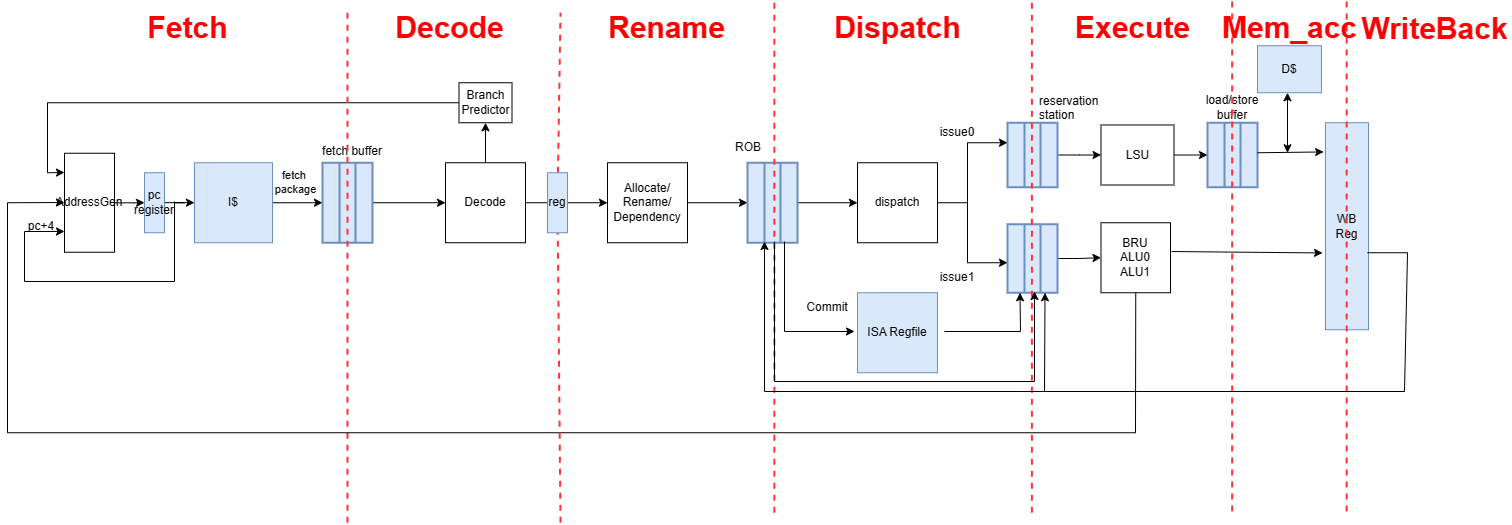 Fetch
Decode
Rename
Dispatch
Execute
Mem_acc
WriteBack
D$
Branch
Predictor
reservation
station
load/store
buffer
issue0
fetch buffer
ROB
LSU
fetch
package
AddressGen
pc
register
I$
Decode
reg
Allocate/
Rename/
Dependency
dispatch
WB
Reg
pc+4
BRU
ALU0
ALU1
issue1
Commit
ISA Regfile